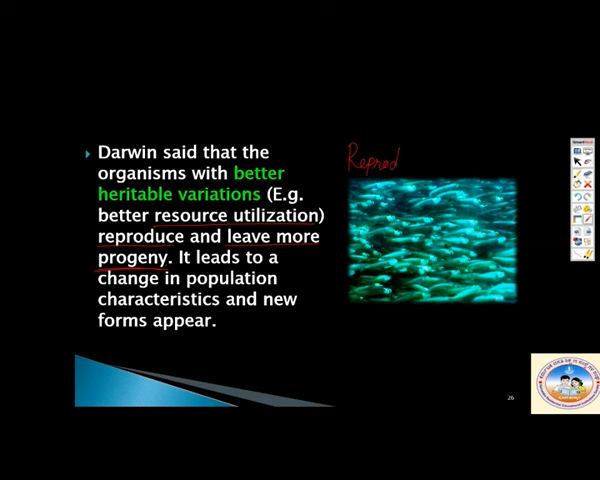 Darwin said that the
organisms with better
heritable variations (E.g.
better resource utilization)
reproduce and leave more
progeny. It leads to a
change in population
characteristics and new
forms appear.
Reprod
26